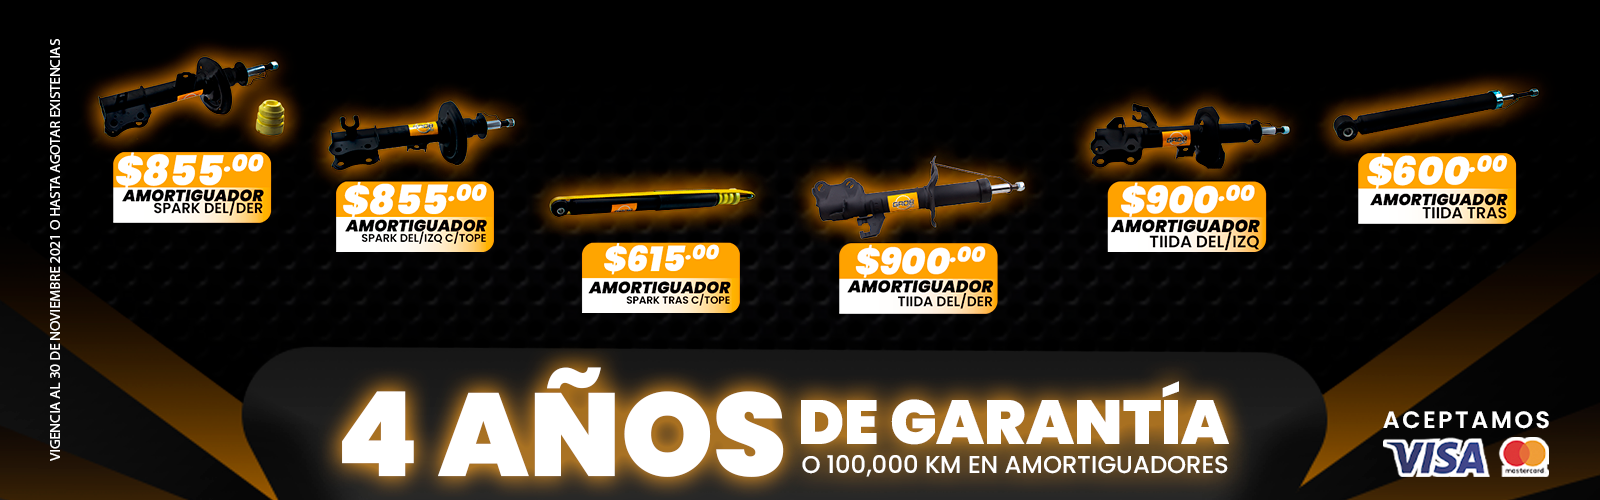 VIGENCIA AL 30 DE NOVIEMBRE 2021 O HASTA AGOTAR EXISTENCIAS
$855.00
AMORTIGUADOR
SPARK DEL/DER
$855.00
AMORTIGUADOR
SPARK DEL/IZQ C/TOPE
$615.00
AMORTIGUADOR
SPARK TRAS C/TOPE
GROB
$900.00
AMORTIGUADOR
TIIDA DEL/DER
GROB
$900.00
AMORTIGUADOR
TIIDA DEL/IZQ
$600.00
AMORTIGUADOR
TIIDA TRAS
4 AÑOS DE GARANTÍA
O 100,000 KM EN AMORTIGUADORES
ACEPTAMOS
VISA
mastercard